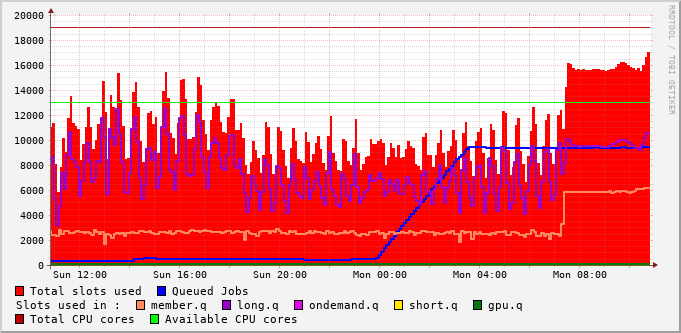 20000
18000
16000
14000
12000
10000
8000
6000
4000
2000
0
Sun 12:00 Sun 16:00 Sun 20:00 Mon 00:00 Mon 04:00 Mon 08:00
RRDTOOL / TOBI OETIKER
Total slots used Queued Jobs
Slots used in : member.q long.q ondemand.q short.q gpu.q
Total CPU cores Available CPU cores